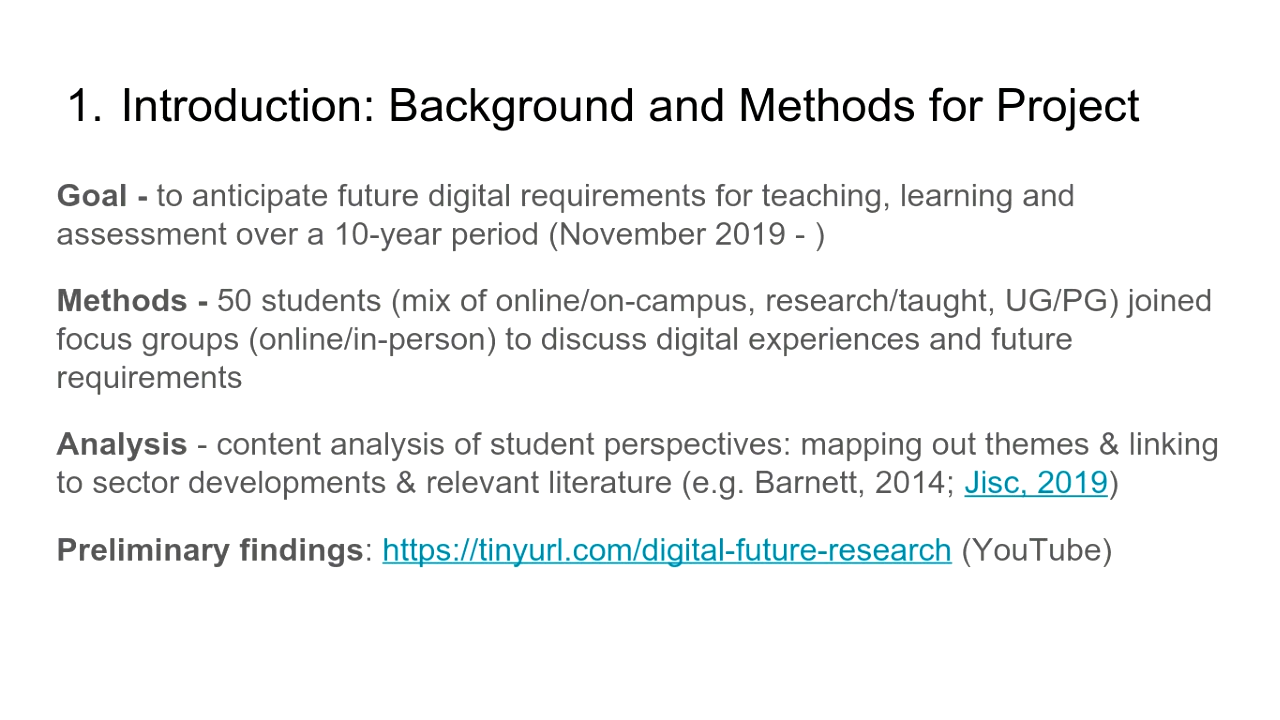 1. Introduction: Background and Methods for Project
Goal - to anticipate future digital requirements for teaching, learning and
assessment over a 10-year period (November 2019 - )
Methods - 50 students (mix of online/on-campus, research/taught, UG/PG) joined
focus groups (online/in-person) to discuss digital experiences and future
requirements
Analysis - content analysis of student perspectives: mapping out themes & linking
to sector developments & relevant literature (e.g. Barnett, 2014; Jisc, 2019)
Preliminary findings: https://tinyurl.com/digital-future-research (YouTube)